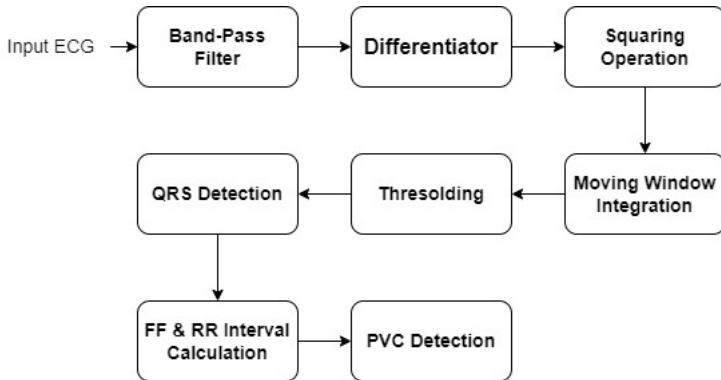 Input ECG
Band-Pass
Filter
Differentiator
Squaring
Operation
Moving Window
Integration
Thresolding
QRS Detection
FF & RR Interval
Calculation
PVC Detection